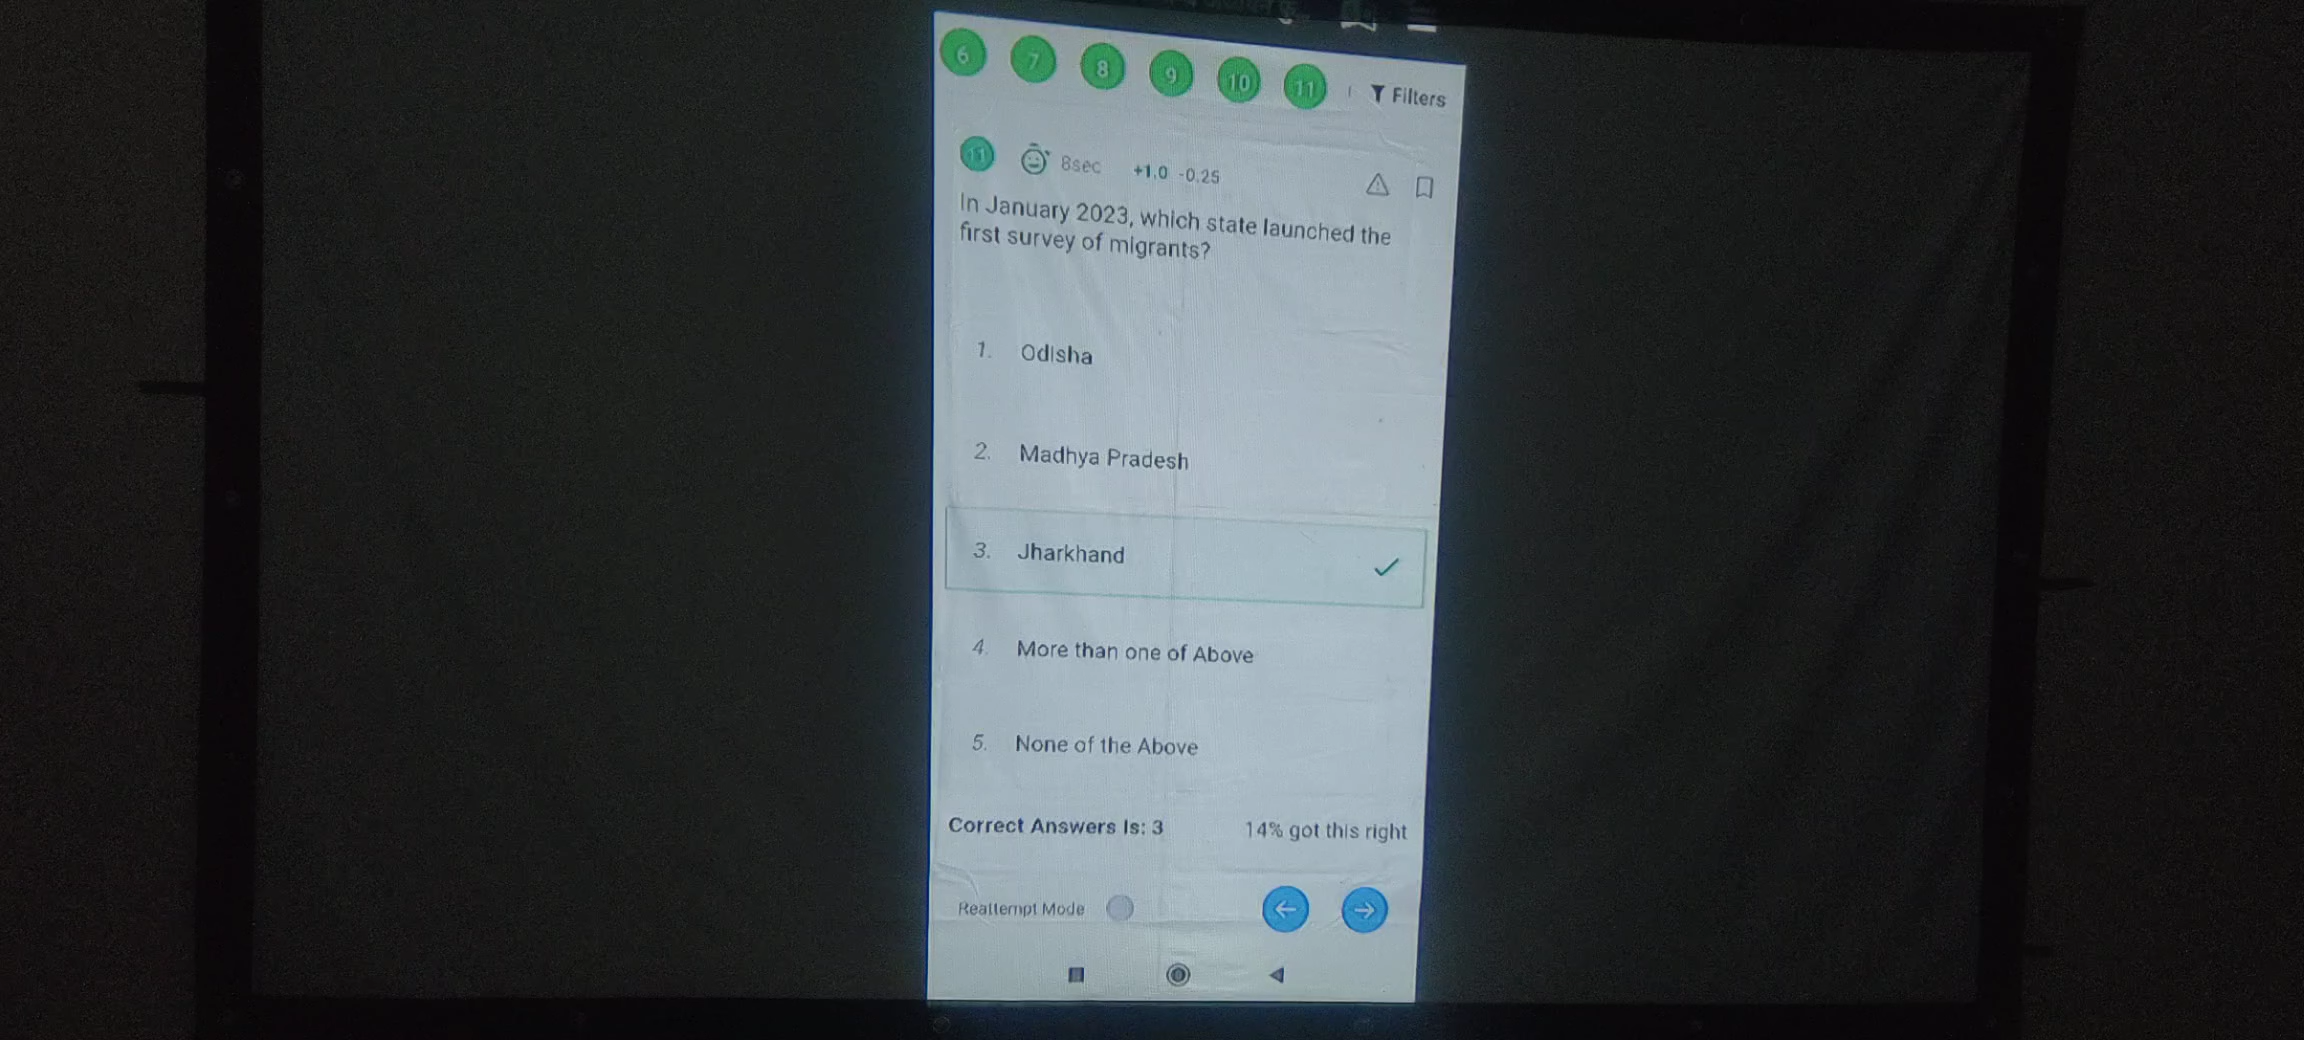 6 7 8 9 10 11 Filters
11 8sec +1.0 -0.25
In January 2023, which state launched the
first survey of migrants?
1. Odisha
2. Madhya Pradesh
3. Jharkhand
4. More than one of Above
5. None of the Above
Correct Answers Is: 3 14% got this right
Reattempt Mode